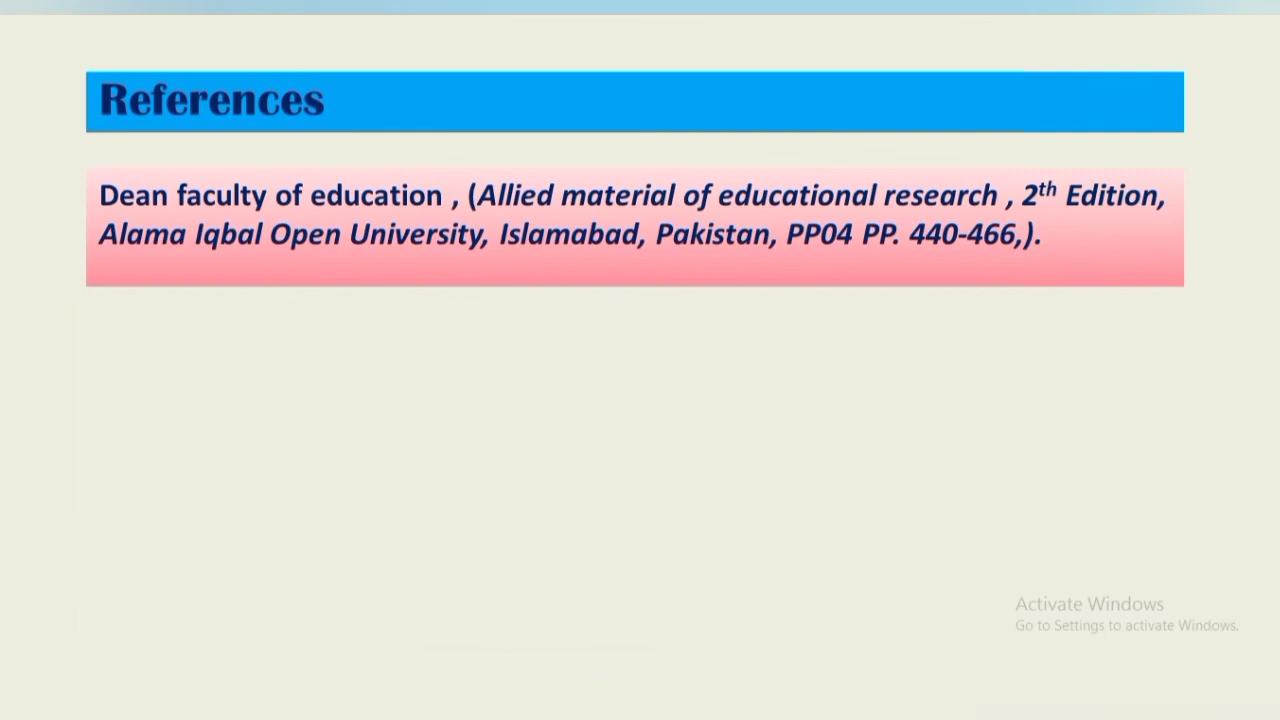 References
Dean faculty of education , (Allied material of educational research , 2th Edition,
Alama Iqbal Open University, Islamabad, Pakistan, PP04 PP. 440-466,).
Activate Windows
Go to Settings to activate Windows.